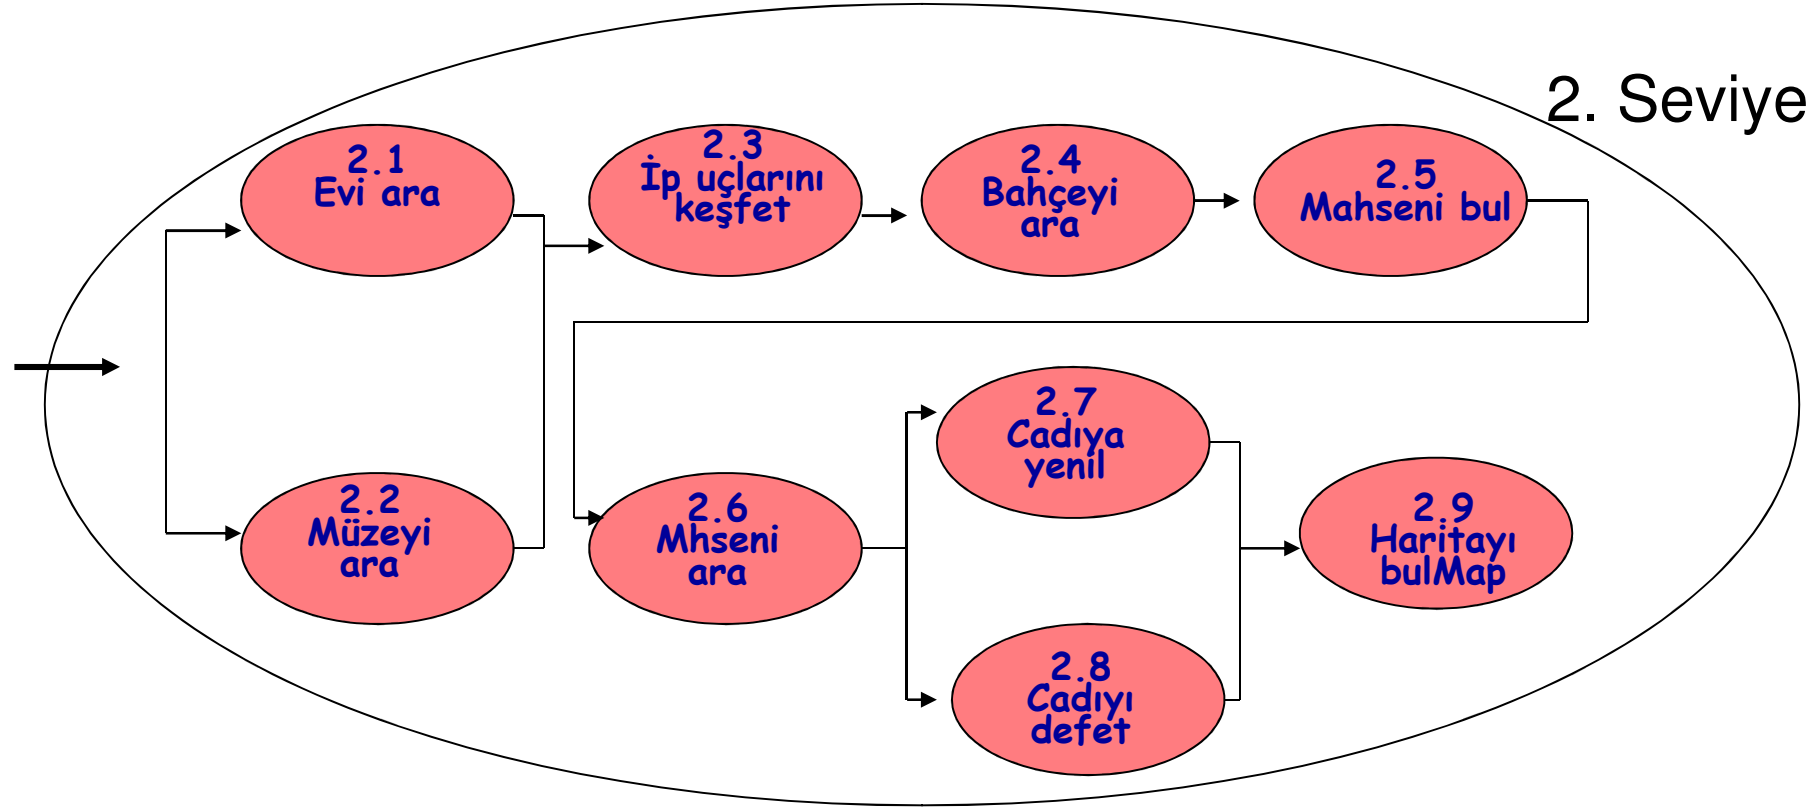 2. Seviye
2.1
Evi ara
2.3
İp uçlarını
keşfet
2.4
Bahçeyi
ara
2.5
Mahseni bul
2.2
Müzeyi
ara
2.6
Mhseni
ara
2.7
Cadıya
yenil
2.8
Cadıyı
defet
2.9
Haritayı
bulMap